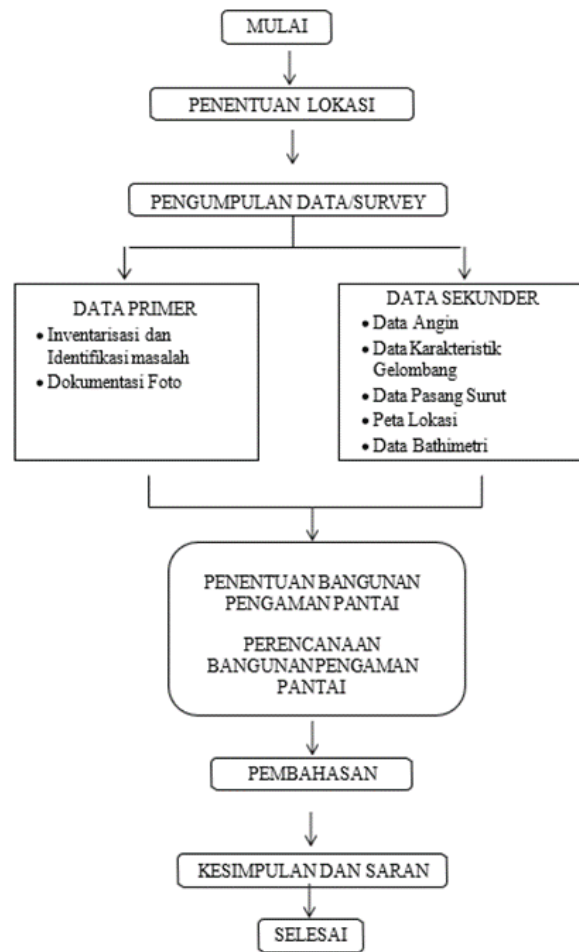 MULAI
PENENTUAN LOKASI
PENGUMPULAN DATA/SURVEY
DATA PRIMER
• Inventarisasi dan
Identifikasi masalah
• Dokumentasi Foto
DATA SEKUNDER
• Data Angin
• Data Karakteristik
Gelombang
• Data Pasang Surut
• Peta Lokasi
• Data Bathimetri
PENENTUAN BANGUNAN
PENGAMAN PANTAI
PERENCANAAN
BANGUNAN PENGAMAN
PANTAI
PEMBAHASAN
KESIMPULAN DAN SARAN
SELESAI